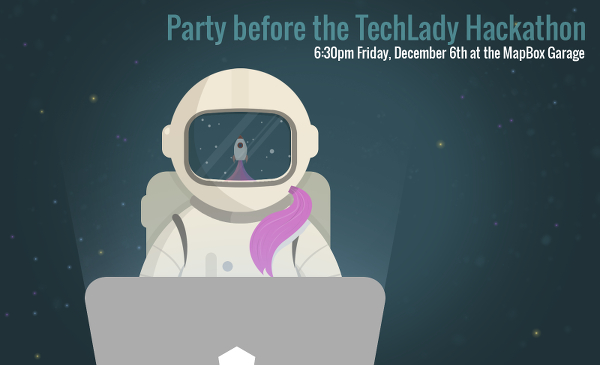 Party before the TechLady Hackathon
6:30pm Friday, December 6th at the MapBox Garage